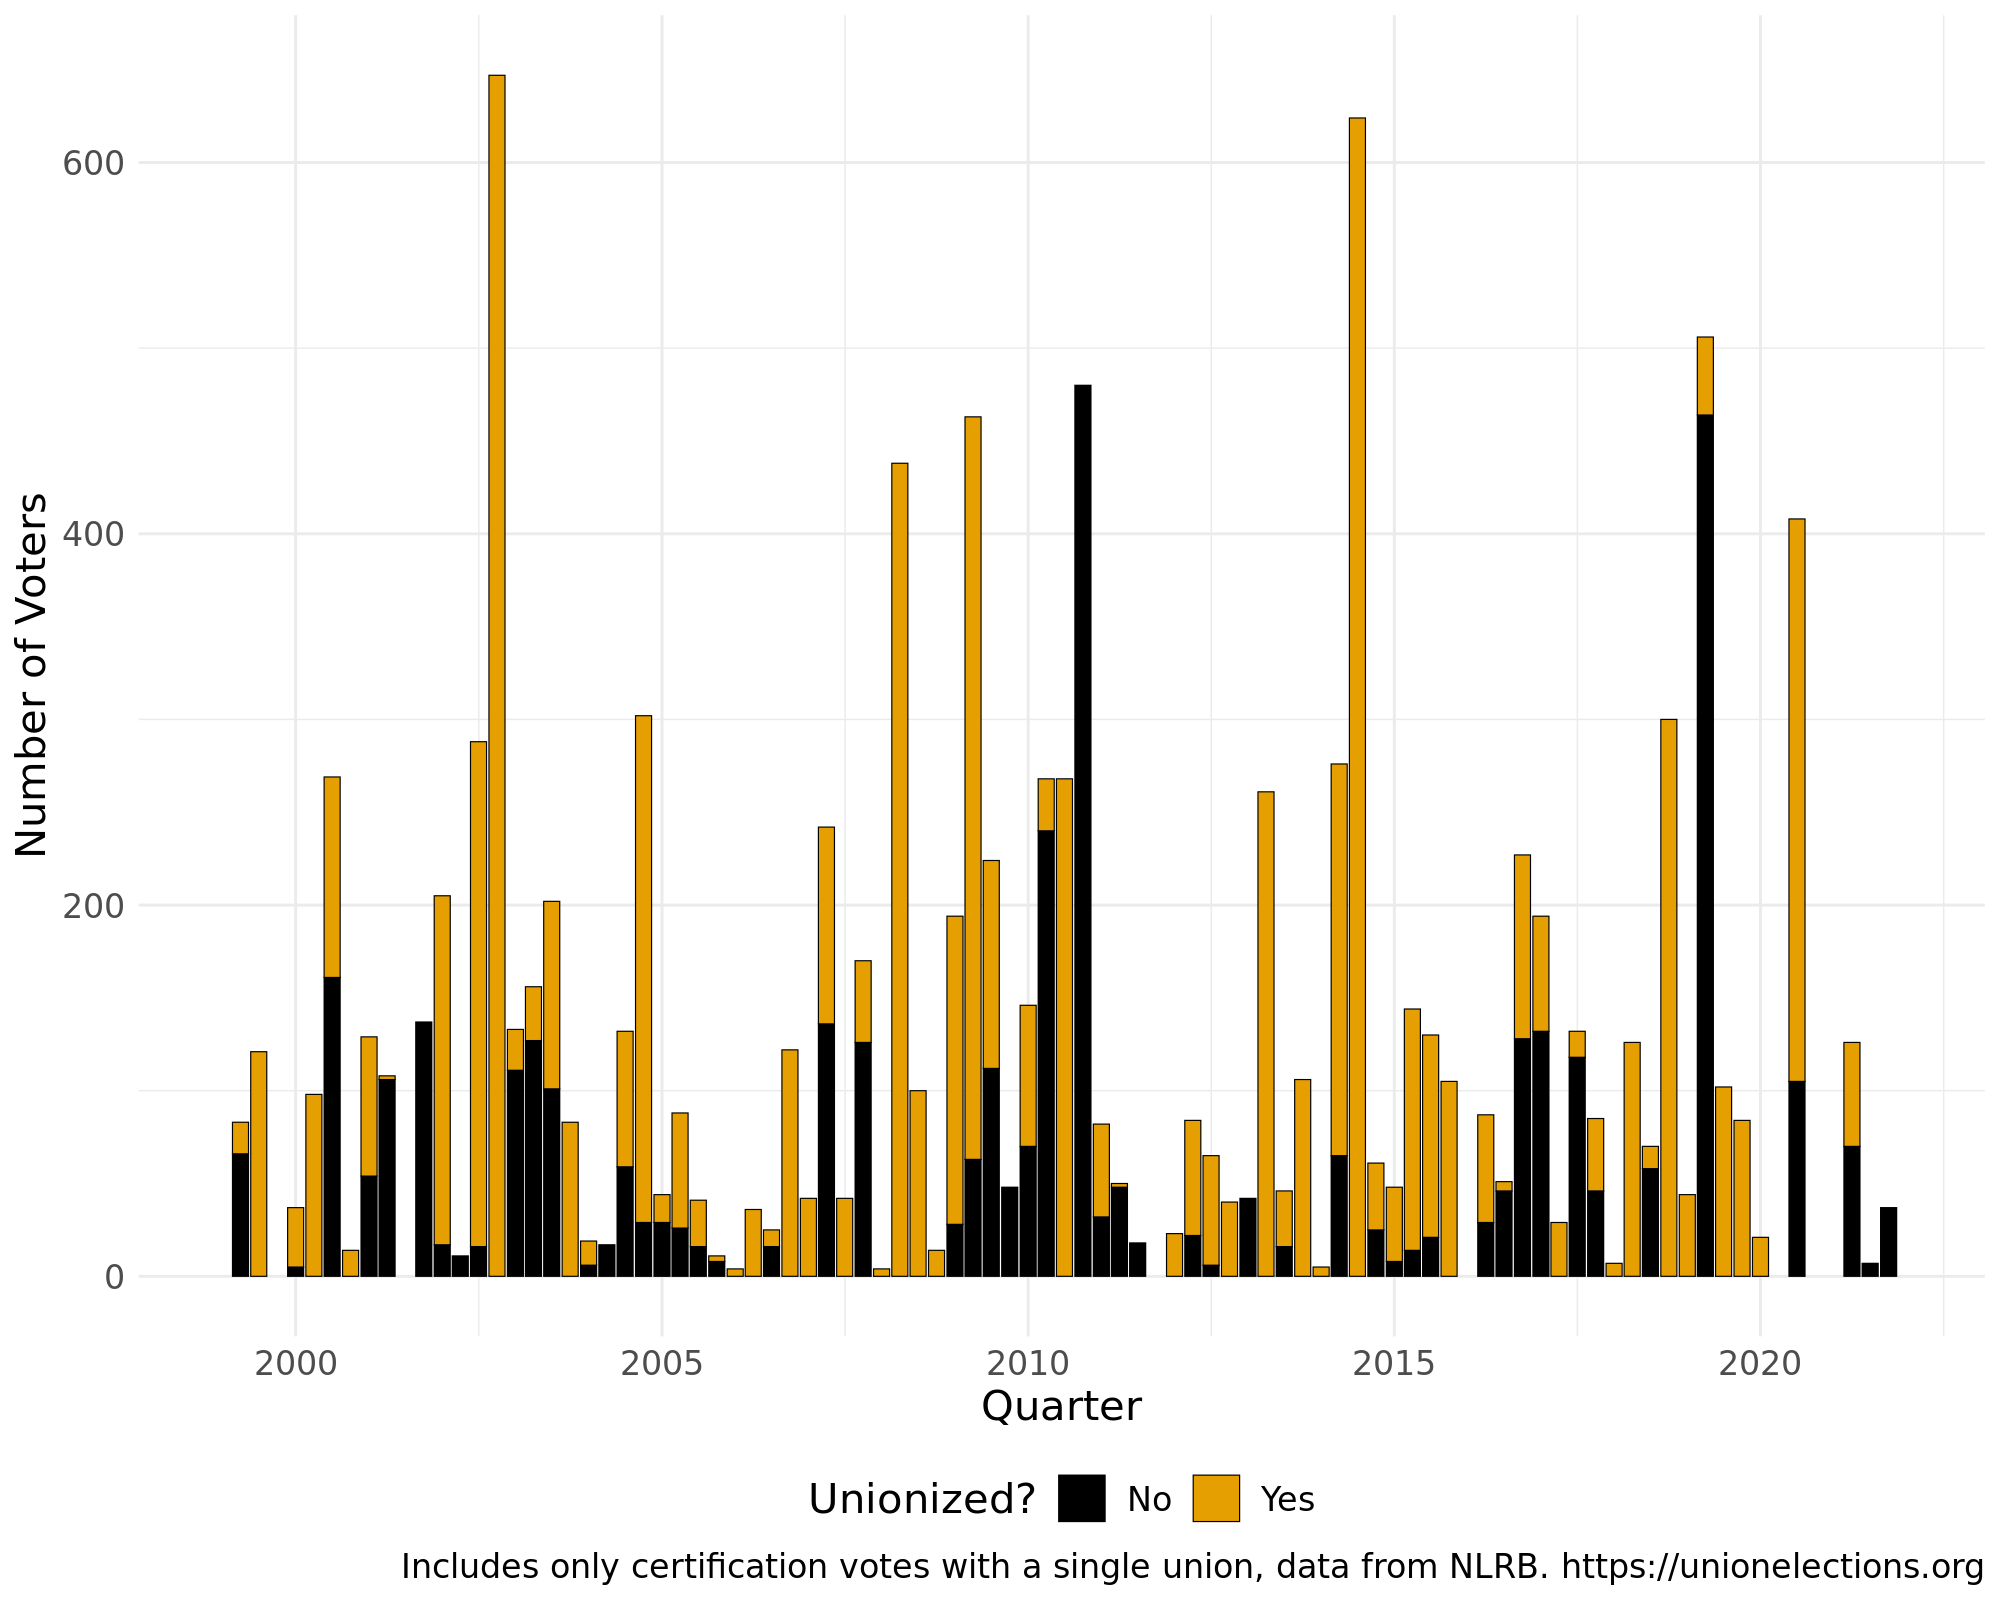 Number of Voters
600
400
200
0
2000 2005 2010 2015 2020
Quarter
Unionized? No Yes
Includes only certification votes with a single union, data from NLRB. https://unionelections.org